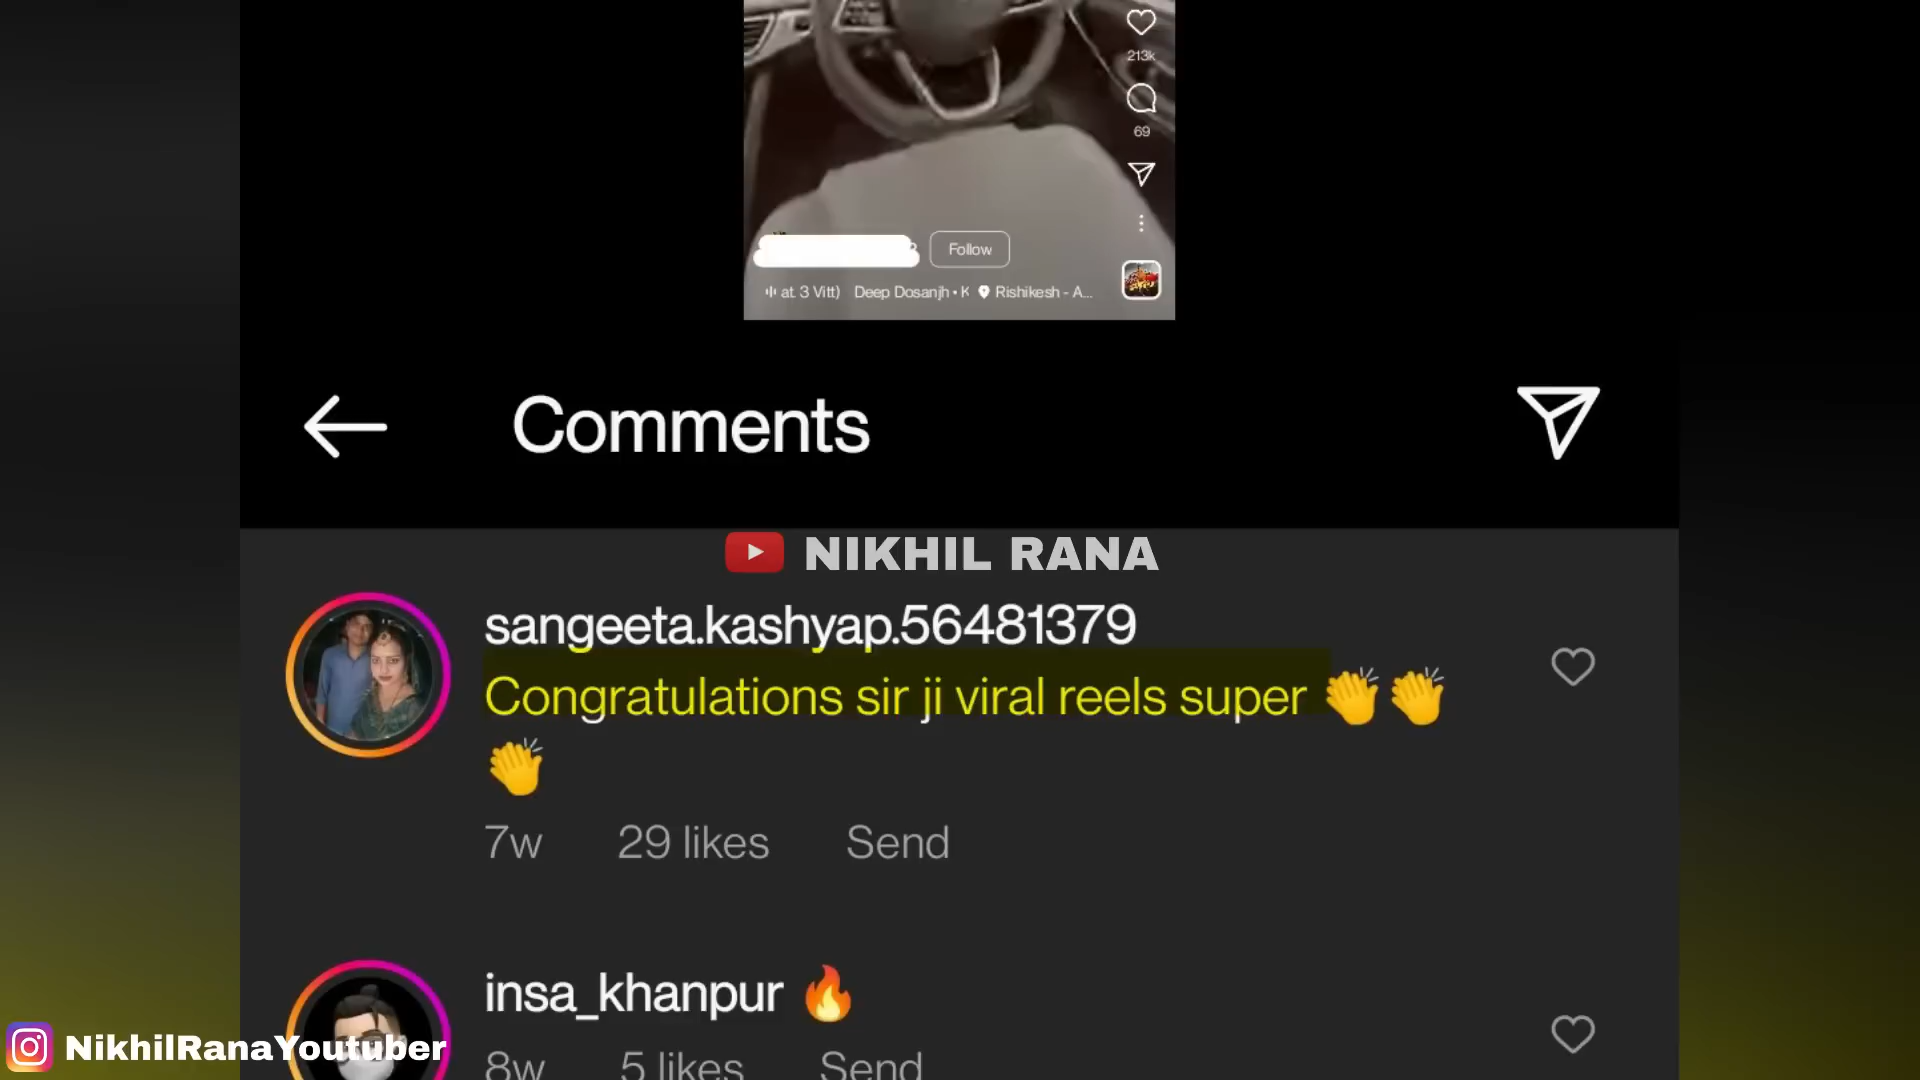 213k
69
Follow
at. 3 Vitt) Deep Dosanjh • K Rishikesh - A...
Comments
NIKHIL RANA
sangeeta.kashyap.56481379
Congratulations sir ji viral reels super 👏👏
👏
7w 29 likes Send
insa_khanpur 🔥
8w 5 likes Send
NikhilRanaYoutuber